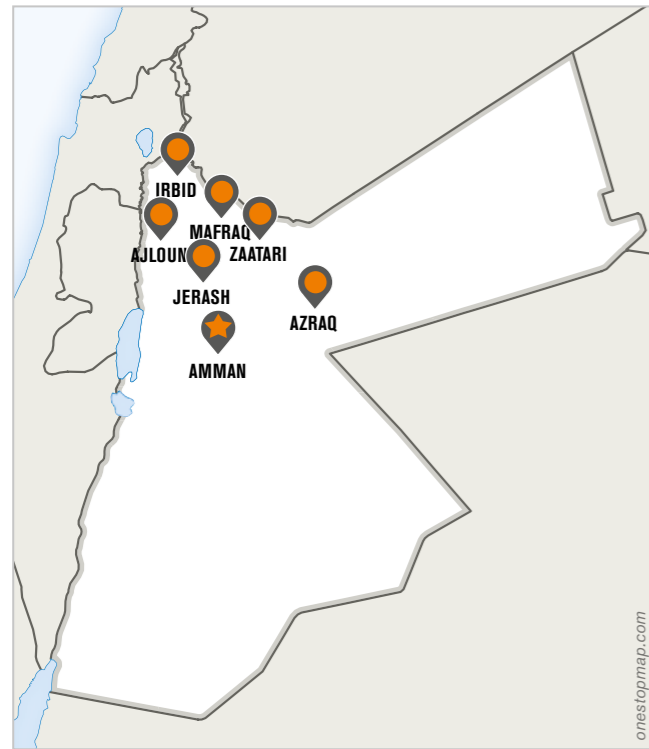 IRBID
MAFRAQ
AJLOUN
ZAATARI
JERASH
AZRAQ
AMMAN
onestopmap.com